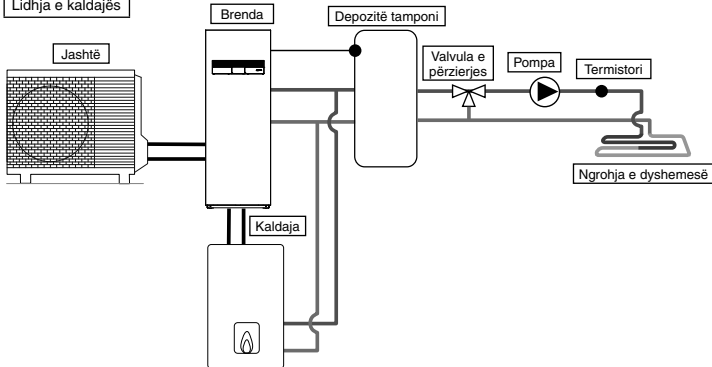 Lidhja e kaldajës
Brenda
Depozitë tamponi
Jashtë
Valvula e
përzierjes
Pompa
Termistori
Ngrohja e dyshemesë
Kaldaja